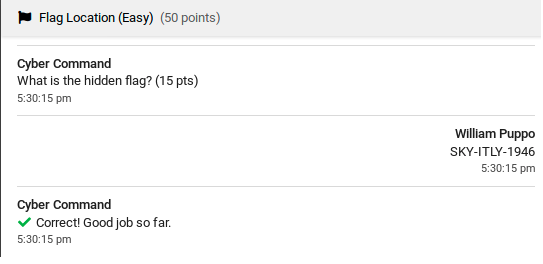 Flag Location (Easy) (50 points)
Cyber Command
What is the hidden flag? (15 pts)
5:30:15 pm
William Puppo
SKY-ITLY-1946
5:30:15 pm
Cyber Command
Correct! Good job so far.
5:30:15 pm